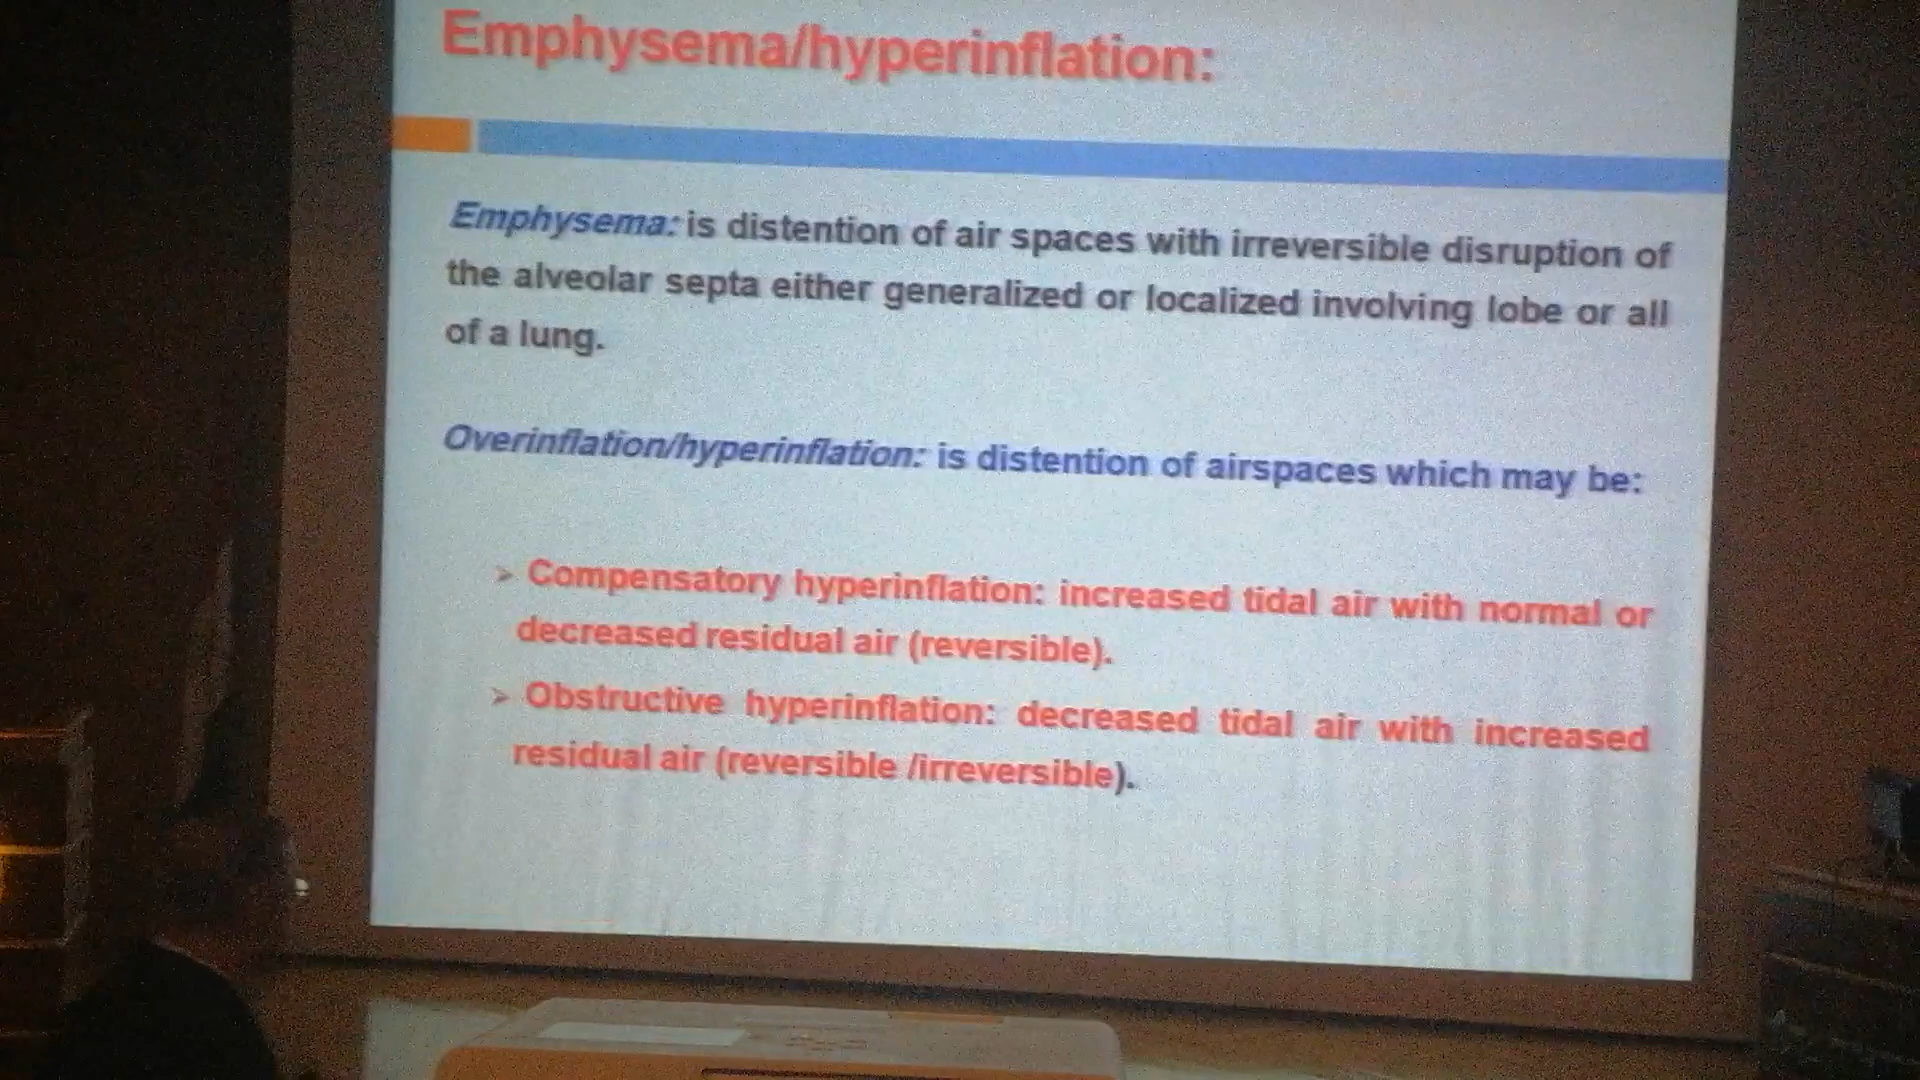 Emphysema/hyperinflation:
Emphysema: is distention of air spaces with irreversible disruption of
the alveolar septa either generalized or localized involving lobe or all
of a lung.
Overinflation/hyperinflation: is distention of airspaces which may be:
➢ Compensatory hyperinflation: increased tidal air with normal or
decreased residual air (reversible).
➢ Obstructive hyperinflation: decreased tidal air with increased
residual air (reversible /irreversible).